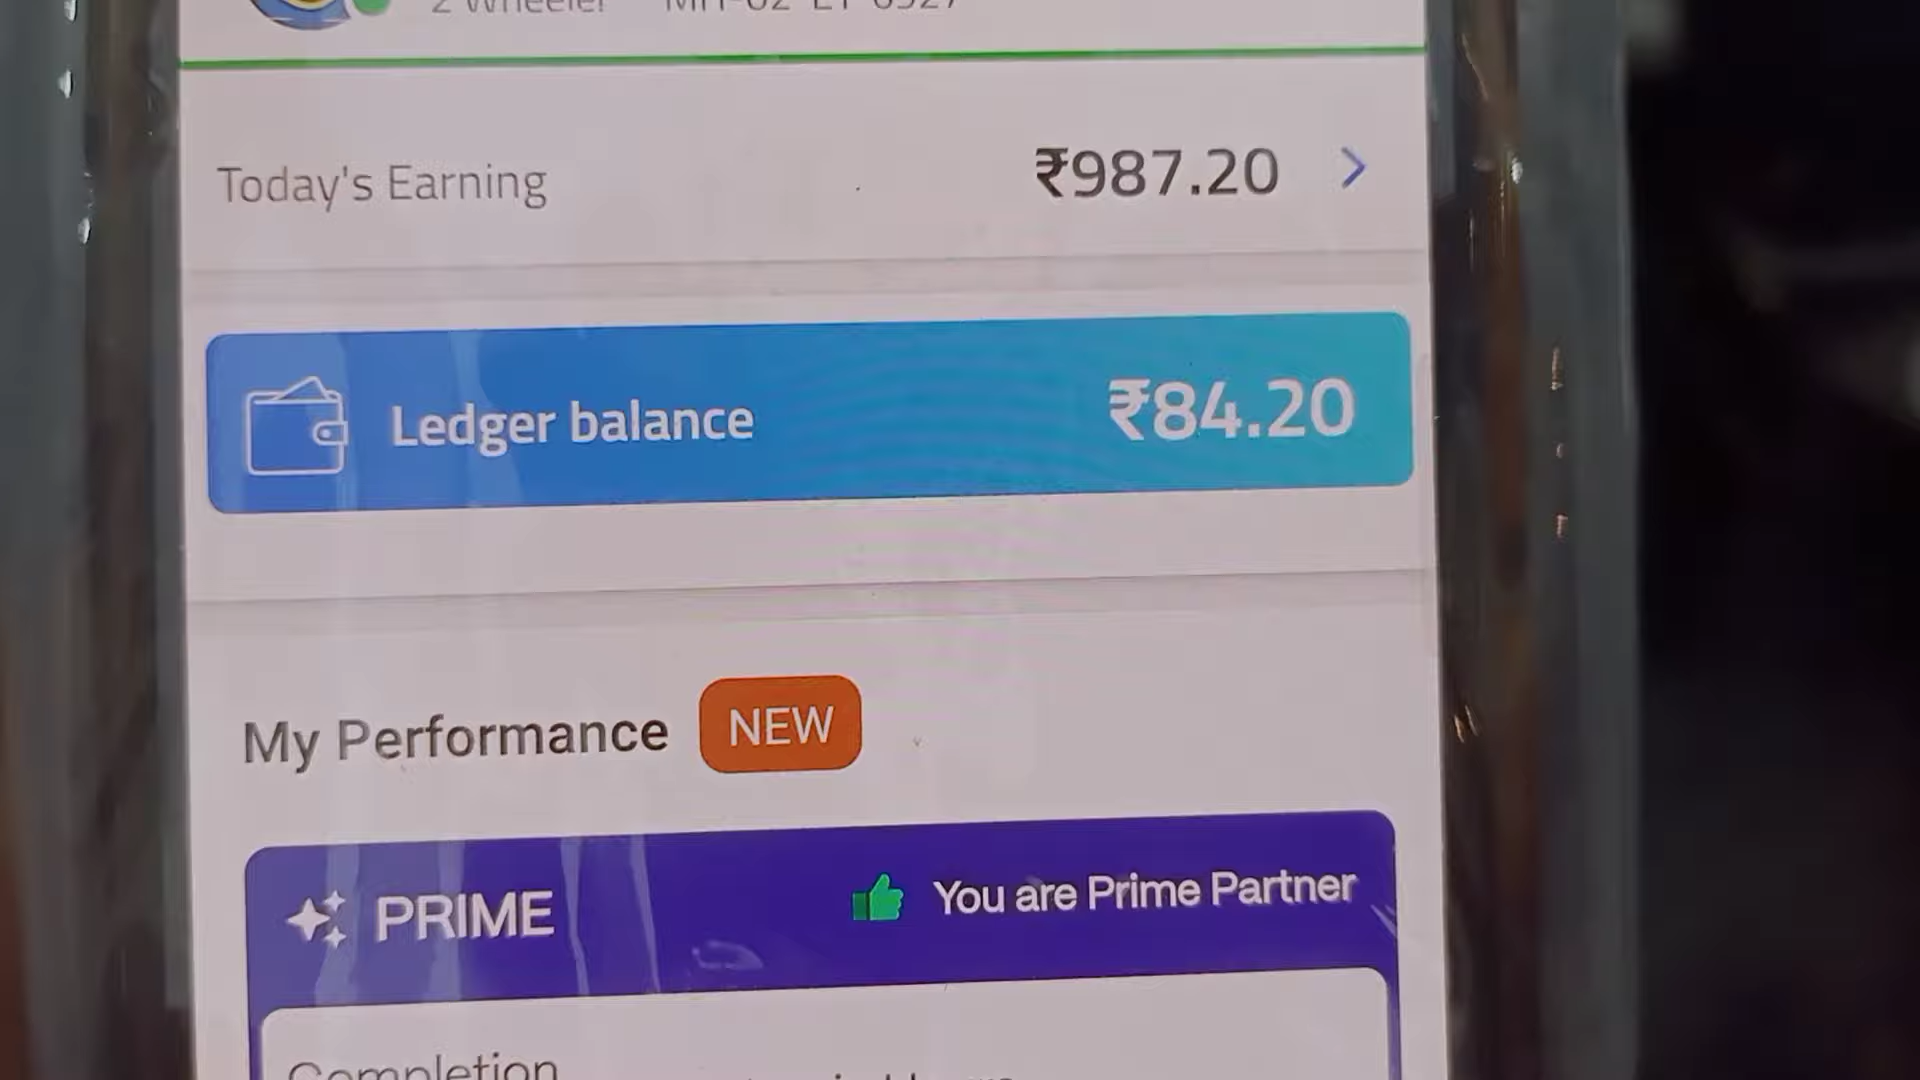 2 Wheeler
Today's Earning ₹987.20
Ledger balance ₹84.20
My Performance NEW
PRIME You are Prime Partner
Completion